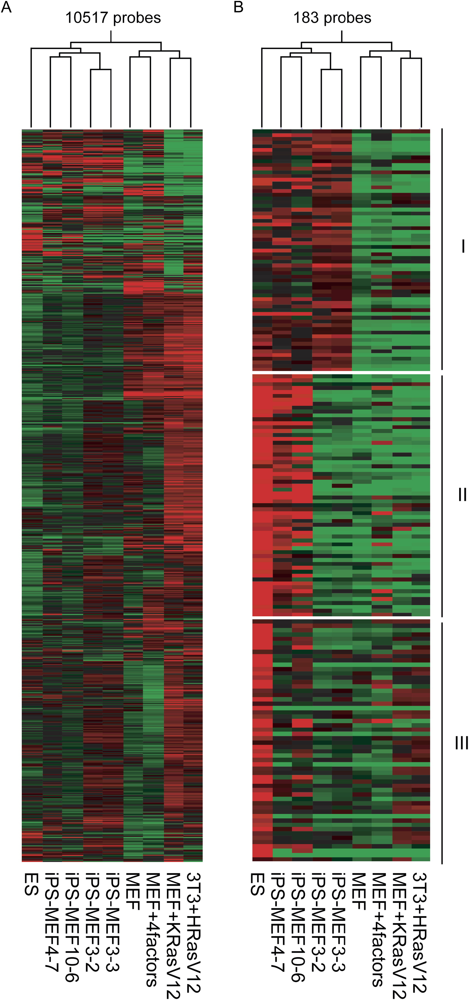 A
10517 probes
B
183 probes
I
II
III
ES
iPS-MEF4-7
iPS-MEF10-6
iPS-MEF3-2
iPS-MEF3-3
MEF
MEF+4factors
MEF+KRasV12
3T3+HRasV12
ES
iPS-MEF4-7
iPS-MEF10-6
iPS-MEF3-2
iPS-MEF3-3
MEF
MEF+4factors
MEF+KRasV12
3T3+HRasV12